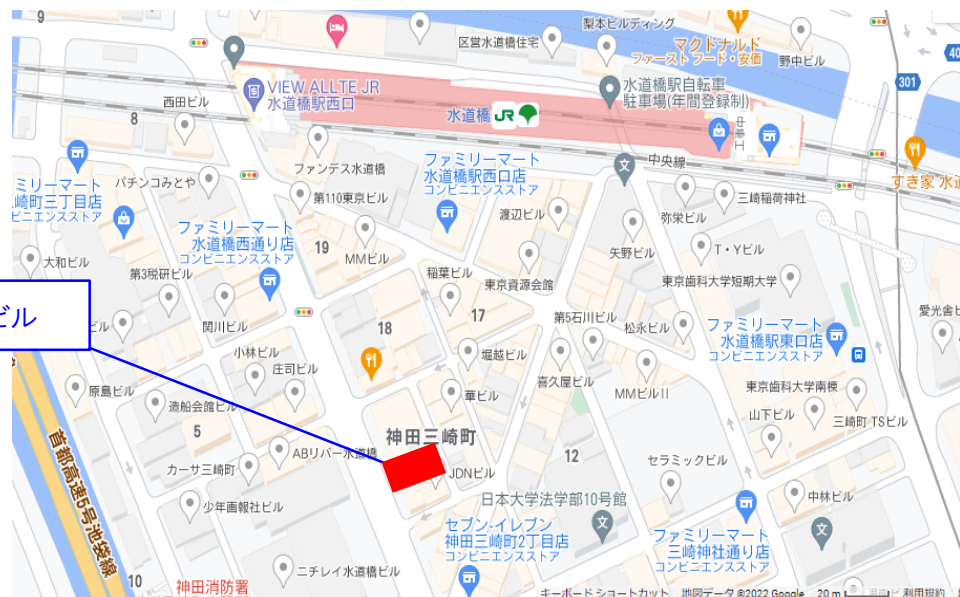 9
梨本ビルディング
区営水道橋住宅
マクドナルド
ファーストフード・安価
野中ビル
40
301
VIEW ALLTE JR
水道橋駅西口
水道橋
JR
水道橋駅自転車
駐車場(年間登録制)
西田ビル
8
中央線
すき家 水道
ファンデス水道橋
ファミリーマート
水道橋駅西口店
コンビニエンスストア
ミリーマート
崎町三丁目店
ビニエンスストア
パチンコみとや
第110東京ビル
三崎稲荷神社
渡辺ビル
弥栄ビル
ファミリーマート
水道橋西通り店
コンビニエンスストア
19
MMビル
矢野ビル
T・Yビル
大和ビル
第3税研ビル
稲葉ビル
東京資源会館
東京歯科大学短期大学
ビル
ビル
関川ビル
18
17
第5石川ビル
松永ビル
ファミリーマート
水道橋駅東口店
コンビニエンスストア
愛光舎ビ
小林ビル
堀越ビル
庄司ビル
原島ビル
喜久屋ビル
MMビルII
東京歯科大学南棟
造船会館ビル
華ビル
山下ビル
三崎町 TSビル
5
神田三崎町
ABリバー水道橋
12
カーサ三崎町
JDNビル
セラミックビル
首都高速5号池袋線
少年画報社ビル
日本大学法学部10号館
中林ビル
セブン-イレブン
神田三崎町2丁目店
コンビニエンスストア
ファミリーマート
三崎神社通り店
コンビニエンスストア
10
ニチレイ水道橋ビル
神田消防署
キーボード ショートカット
地図データ ©2022 Google
20 m
利用規約